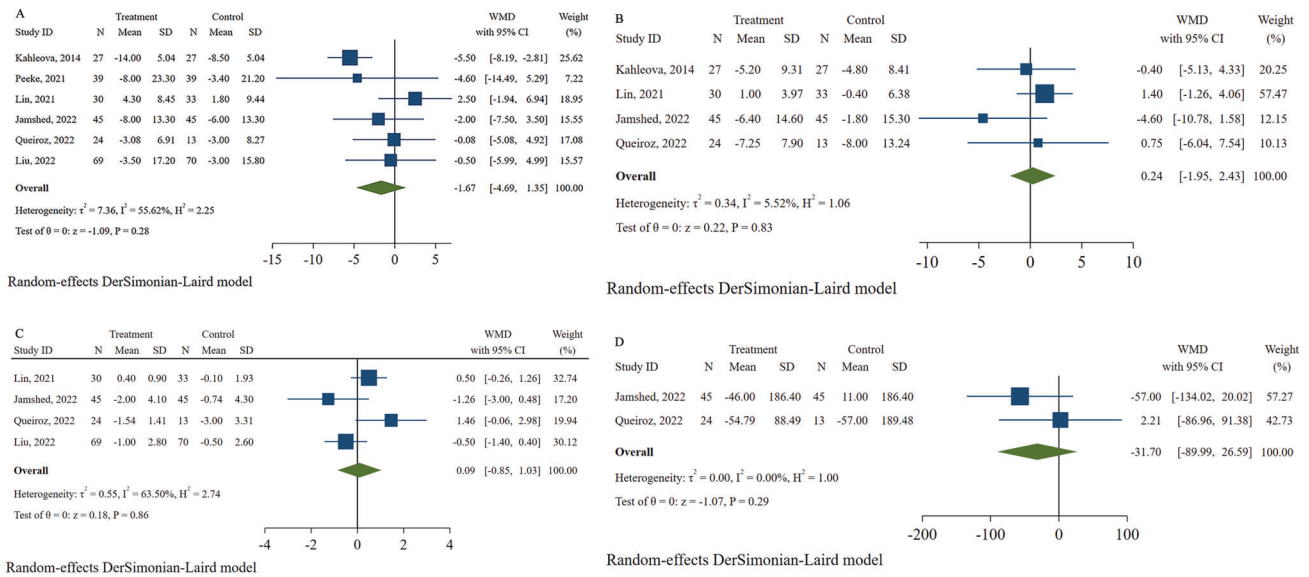 A
Treatment Control WMD Weight
Study ID N Mean SD N Mean SD with 95% CI (%)
Kahleova, 2014 27 -14.00 5.04 27 -8.50 5.04 -5.50 [-8.19, -2.81] 25.62
Peeke, 2021 39 -8.00 23.30 39 -3.40 21.20 -4.60 [-14.49, 5.29] 7.22
Lin, 2021 30 4.30 8.45 33 1.80 9.44 2.50 [-1.94, 6.94] 18.95
Jamshed, 2022 45 -8.00 13.30 45 -6.00 13.30 -2.00 [-7.50, 3.50] 15.55
Queiroz, 2022 24 -3.08 6.91 13 -3.00 8.27 -0.08 [-5.08, 4.92] 17.08
Liu, 2022 69 -3.50 17.20 70 -3.00 15.80 -0.50 [-5.99, 4.99] 15.57
Overall -1.67 [-4.69, 1.35] 100.00
Heterogeneity: τ² = 7.36, I² = 55.62%, H² = 2.25
Test of θ = 0: z = -1.09, P = 0.28
-15 -10 -5 0 5
Random-effects DerSimonian-Laird model
B
Treatment Control WMD Weight
Study ID N Mean SD N Mean SD with 95% CI (%)
Kahleova, 2014 27 -5.20 9.31 27 -4.80 8.41 -0.40 [-5.13, 4.33] 20.25
Lin, 2021 30 1.00 3.97 33 -0.40 6.38 1.40 [-1.26, 4.06] 57.47
Jamshed, 2022 45 -6.40 14.60 45 -1.80 15.30 -4.60 [-10.78, 1.58] 12.15
Queiroz, 2022 24 -7.25 7.90 13 -8.00 13.24 0.75 [-6.04, 7.54] 10.13
Overall 0.24 [-1.95, 2.43] 100.00
Heterogeneity: τ² = 0.34, I² = 5.52%, H² = 1.06
Test of θ = 0: z = 0.22, P = 0.83
-10 -5 0 5 10
Random-effects DerSimonian-Laird model
C
Treatment Control WMD Weight
Study ID N Mean SD N Mean SD with 95% CI (%)
Lin, 2021 30 0.40 0.90 33 -0.10 1.93 0.50 [-0.26, 1.26] 32.74
Jamshed, 2022 45 -2.00 4.10 45 -0.74 4.30 -1.26 [-3.00, 0.48] 17.20
Queiroz, 2022 24 -1.54 1.41 13 -3.00 3.31 1.46 [-0.06, 2.98] 19.94
Liu, 2022 69 -1.00 2.80 70 -0.50 2.60 -0.50 [-1.40, 0.40] 30.12
Overall 0.09 [-0.85, 1.03] 100.00
Heterogeneity: τ² = 0.55, I² = 63.50%, H² = 2.74
Test of θ = 0: z = 0.18, P = 0.86
-4 -2 0 2 4
Random-effects DerSimonian-Laird model
D
Treatment Control WMD Weight
Study ID N Mean SD N Mean SD with 95% CI (%)
Jamshed, 2022 45 -46.00 186.40 45 11.00 186.40 -57.00 [-134.02, 20.02] 57.27
Queiroz, 2022 24 -54.79 88.49 13 -57.00 189.48 2.21 [-86.96, 91.38] 42.73
Overall -31.70 [-89.99, 26.59] 100.00
Heterogeneity: τ² = 0.00, I² = 0.00%, H² = 1.00
Test of θ = 0: z = -1.07, P = 0.29
-200 -100 0 100
Random-effects DerSimonian-Laird model